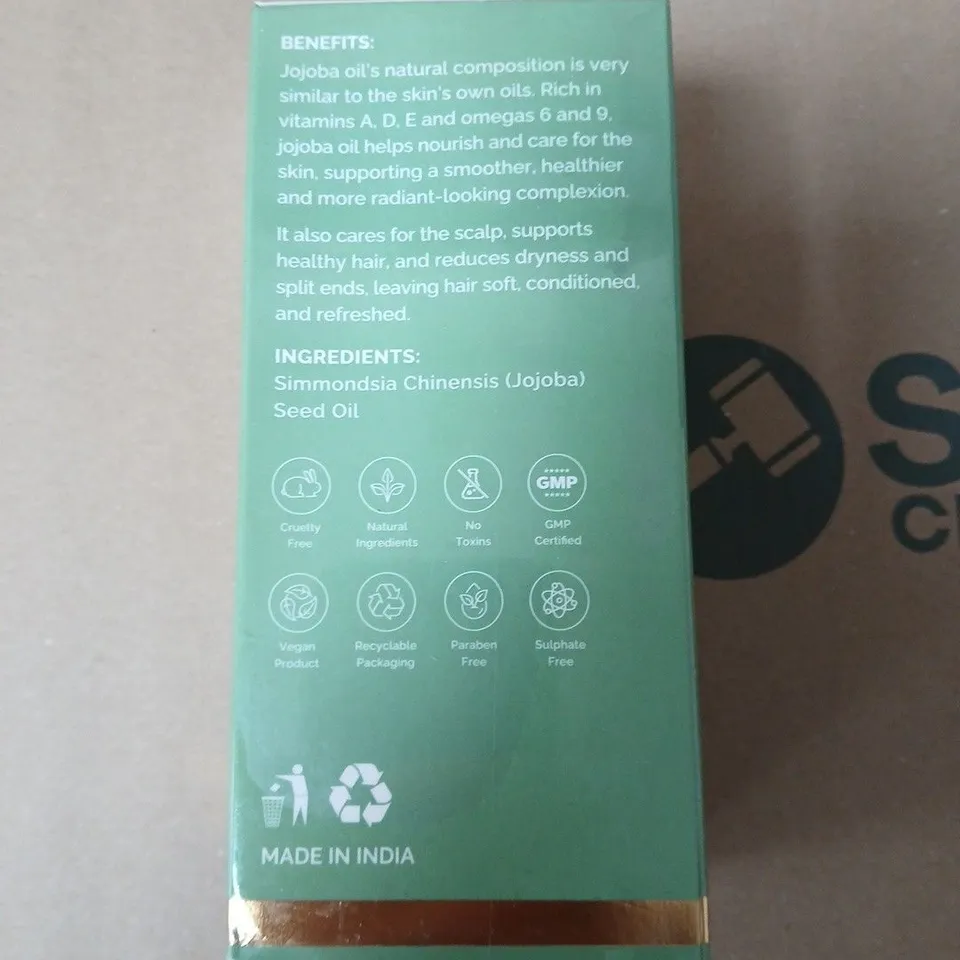 BENEFITS:
Jojoba oil's natural composition is very
similar to the skin's own oils. Rich in
vitamins A, D, E and omegas 6 and 9,
jojoba oil helps nourish and care for the
skin, supporting a smoother, healthier
and more radiant-looking complexion.
It also cares for the scalp, supports
healthy hair, and reduces dryness and
split ends, leaving hair soft, conditioned,
and refreshed.
INGREDIENTS:
Simmondsia Chinensis (Jojoba)
Seed Oil
GMP
Cruelty
Free
Natural
Ingredients
No
Toxins
GMP
Certified
Vegan
Product
Recyclable
Packaging
Paraben
Free
Sulphate
Free
MADE IN INDIA